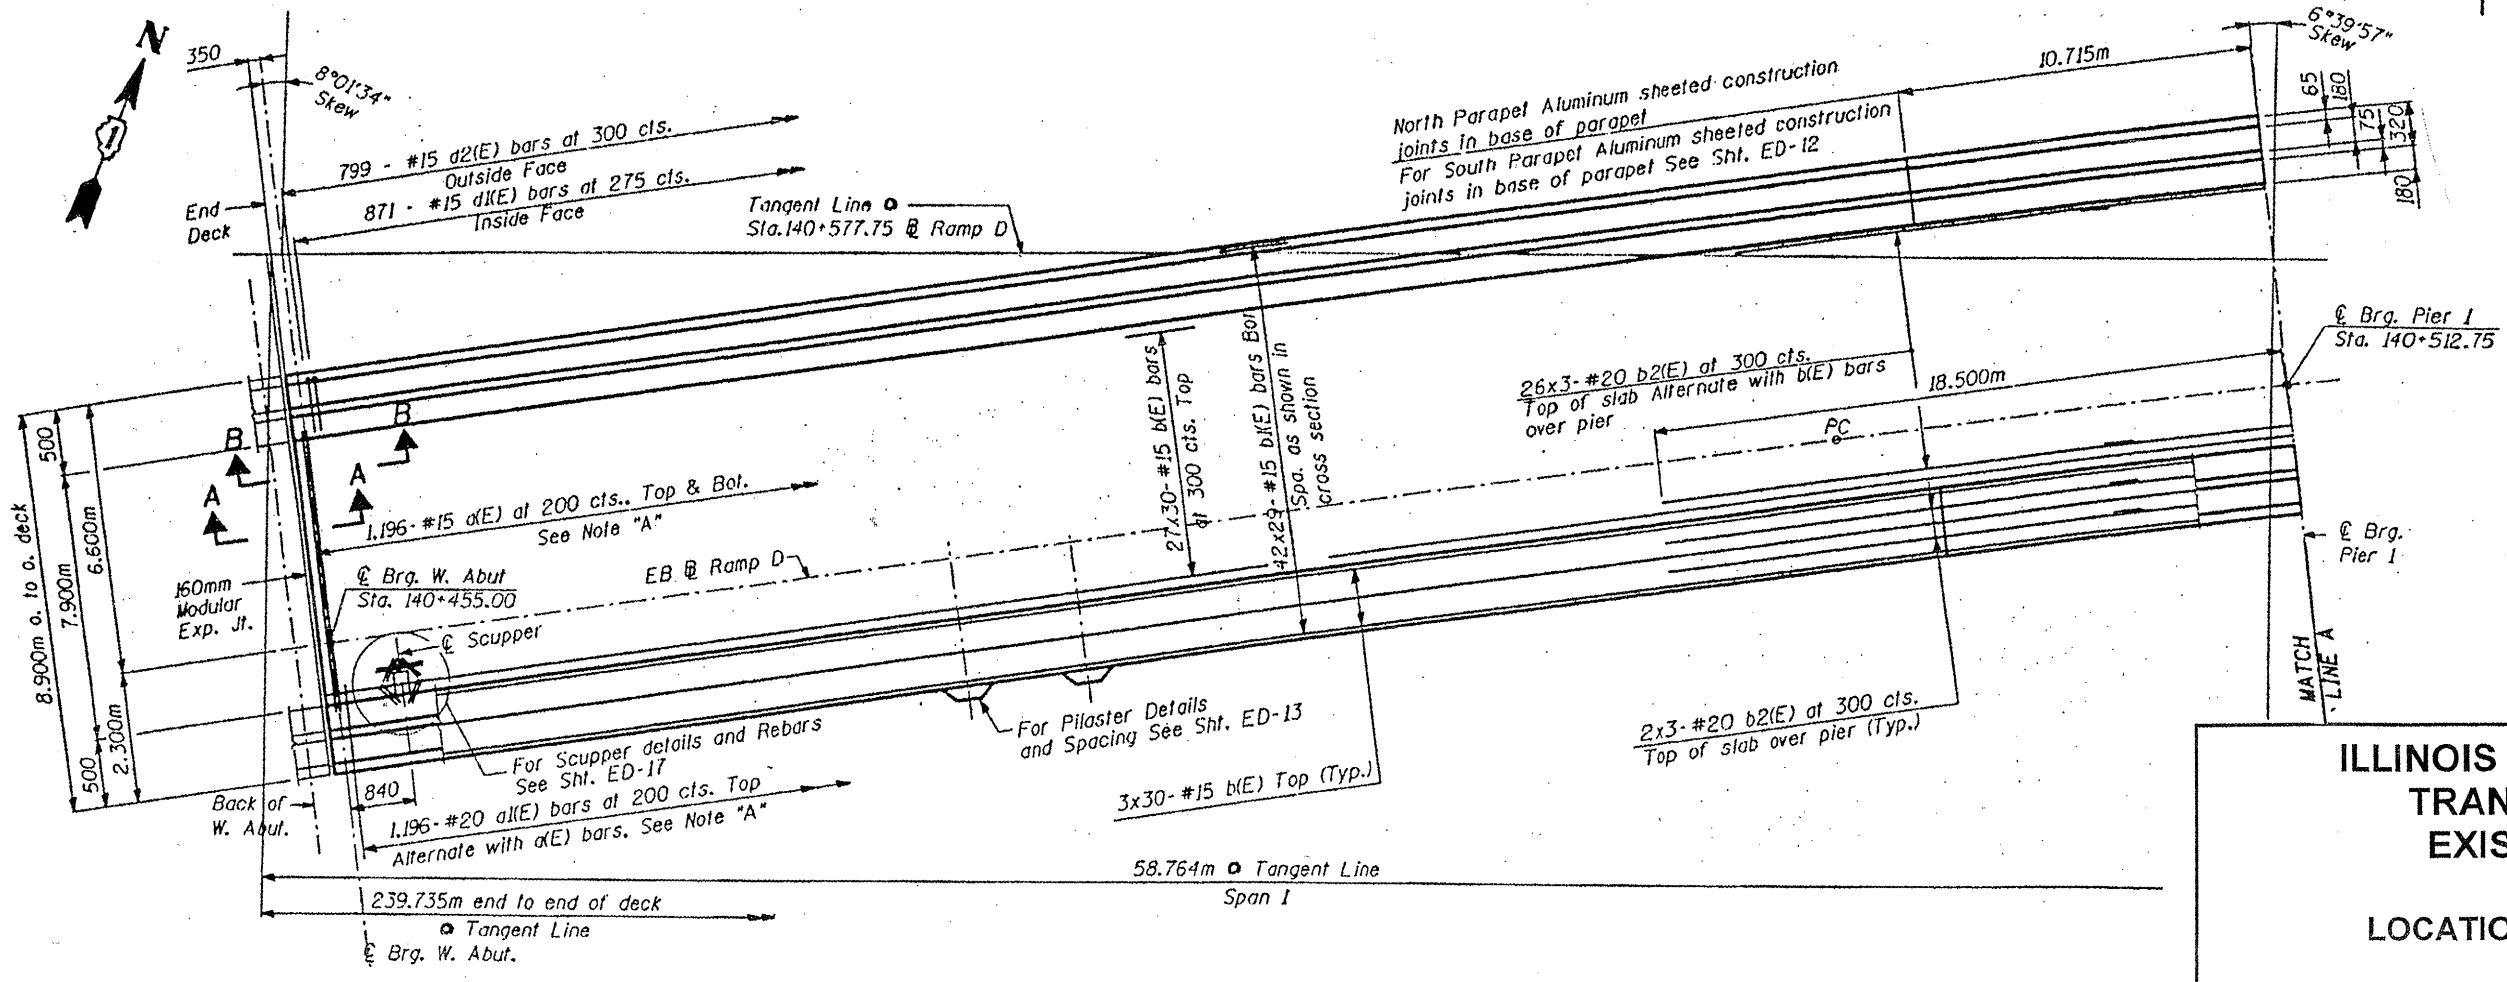 N
350
8°01'34"
Skew
6°39'57"
Skew
10.715m
65
180
75
320
180
North Parapet Aluminum sheeted construction
joints in base of parapet
For South Parapet Aluminum sheeted construction
joints in base of parapet See Sht. ED-12
799 - #15 d2(E) bars at 300 cts.
Outside Face
871 - #15 d1(E) bars at 275 cts.
Inside Face
End
Deck
Tangent Line @
Sta.140+577.75 ℄ Ramp D
℄ Brg. Pier 1
Sta. 140+512.75
26x3-#20 b2(E) at 300 cts.
Top of slab Alternate with b(E) bars
over pier
18.500m
PC
27x30-#15 b(E) bars
at 300 cts. Top
42x29-#15 b1(E) bars Bot
Spa. as shown in
cross section
B
B
A
A
500
6.600m
7.900m
8.900m o. to o. deck
500
2.300m
1.196-#15 a(E) at 200 cts.. Top & Bot.
See Note "A"
160mm
Modular
Exp. Jt.
℄ Brg. W. Abut
Sta. 140+455.00
EB ℄ Ramp D
℄ Scupper
℄ Brg.
Pier 1
MATCH
LINE A
For Pilaster Details
and Spacing See Sht. ED-13
For Scupper details and Rebars
See Sht. ED-17
840
Back of
W. Abut.
1.196-#20 a1(E) bars at 200 cts. Top
Alternate with a(E) bars. See Note "A"
3x30-#15 b(E) Top (Typ.)
2x3-#20 b2(E) at 300 cts.
Top of slab over pier (Typ.)
58.764m @ Tangent Line
Span 1
239.735m end to end of deck
@ Tangent Line
℄ Brg. W. Abut.
ILLINOIS
TRAN
EXIS
LOCATIO